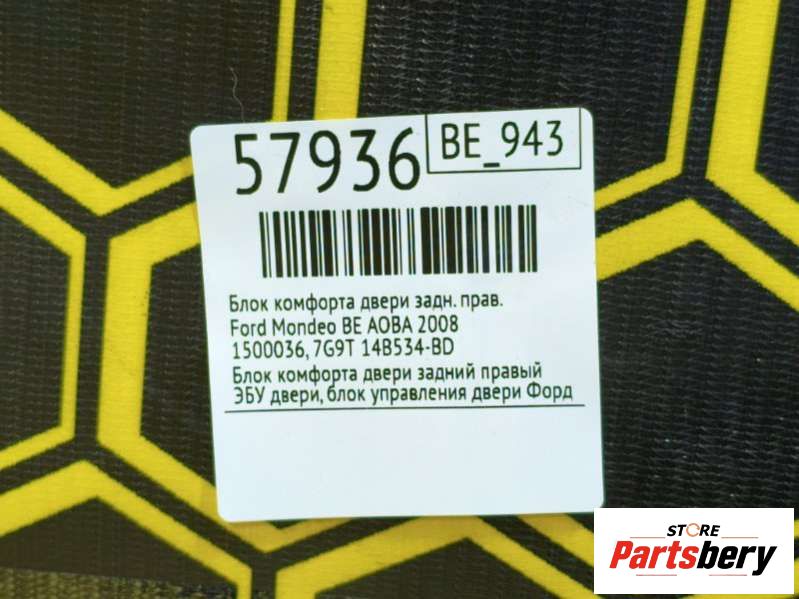 57936 BE_943
Блок комфорта двери задн. прав.
Ford Mondeo BE AOBA 2008
1500036, 7G9T 14B534-BD
Блок комфорта двери задний правый
ЭБУ двери, блок управления двери Форд
STORE
Partsbery